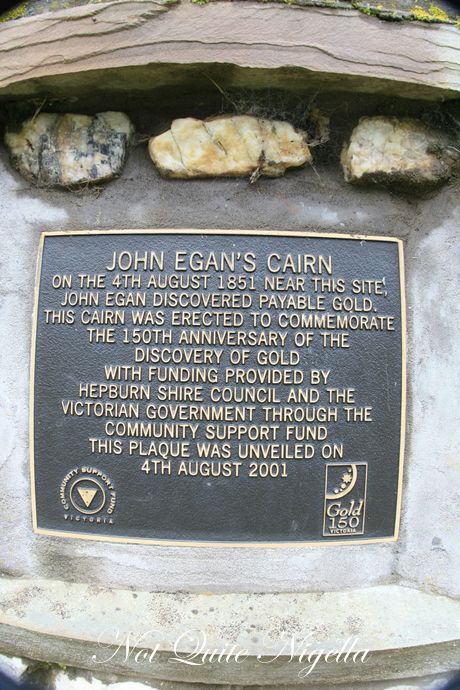 JOHN EGAN'S CAIRN
ON THE 4TH AUGUST 1851 NEAR THIS SITE,
JOHN EGAN DISCOVERED PAYABLE GOLD.
THIS CAIRN WAS ERECTED TO COMMEMORATE
THE 150TH ANNIVERSARY OF THE
DISCOVERY OF GOLD
WITH FUNDING PROVIDED BY
HEPBURN SHIRE COUNCIL AND THE
VICTORIAN GOVERNMENT THROUGH THE
COMMUNITY SUPPORT FUND
THIS PLAQUE WAS UNVEILED ON
4TH AUGUST 2001
COMMUNITY SUPPORT FUND
VICTORIA
Gold
150
VICTORIA
Not Quite Nigella